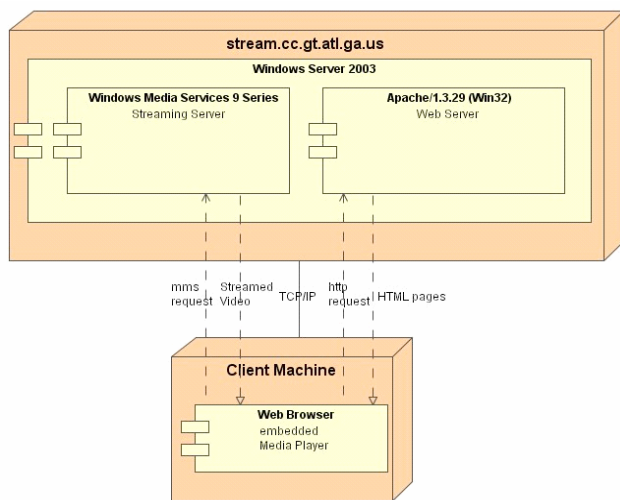 stream.cc.gt.atl.ga.us
Windows Server 2003
Windows Media Services 9 Series
Streaming Server
Apache/1.3.29 (Win32)
Web Server
mms
request
Streamed
Video
TCP/IP
http
request
HTML pages
Client Machine
Web Browser
embedded
Media Player